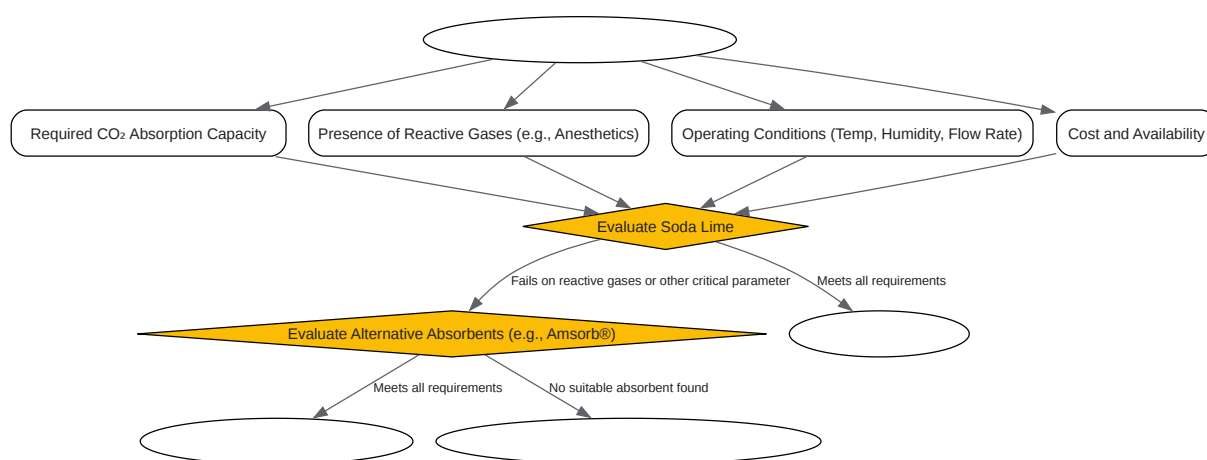 Required CO₂ Absorption Capacity
Presence of Reactive Gases (e.g., Anesthetics)
Operating Conditions (Temp, Humidity, Flow Rate)
Cost and Availability
Evaluate Soda Lime
Fails on reactive gases or other critical parameter
Meets all requirements
Evaluate Alternative Absorbents (e.g., Amsorb®)
Meets all requirements
No suitable absorbent found